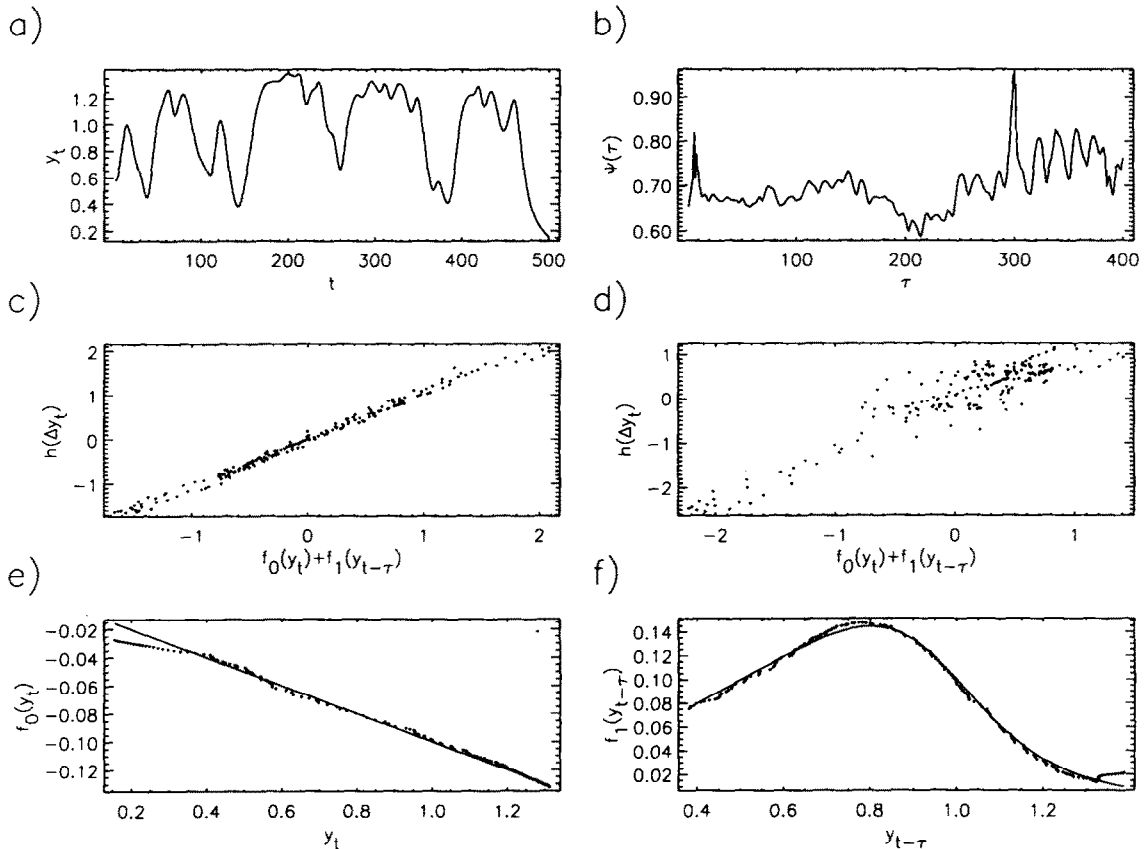 a)
b)
y_t
1.2
1.0
0.8
0.6
0.4
0.2
100 200 300 400 500
t
ψ(τ)
0.90
0.80
0.70
0.60
100 200 300 400
τ
c)
d)
h(Δy_t)
2
1
0
−1
−1 0 1 2
f_0(y_t)+f_1(y_{t−τ})
h(Δy_t)
1
0
−1
−2
−2 −1 0 1
f_0(y_t)+f_1(y_{t−τ})
e)
f)
f_0(y_t)
−0.02
−0.04
−0.06
−0.08
−0.10
−0.12
0.2 0.4 0.6 0.8 1.0 1.2
y_t
f_1(y_{t−τ})
0.14
0.12
0.10
0.08
0.06
0.04
0.02
0.4 0.6 0.8 1.0 1.2
y_{t−τ}